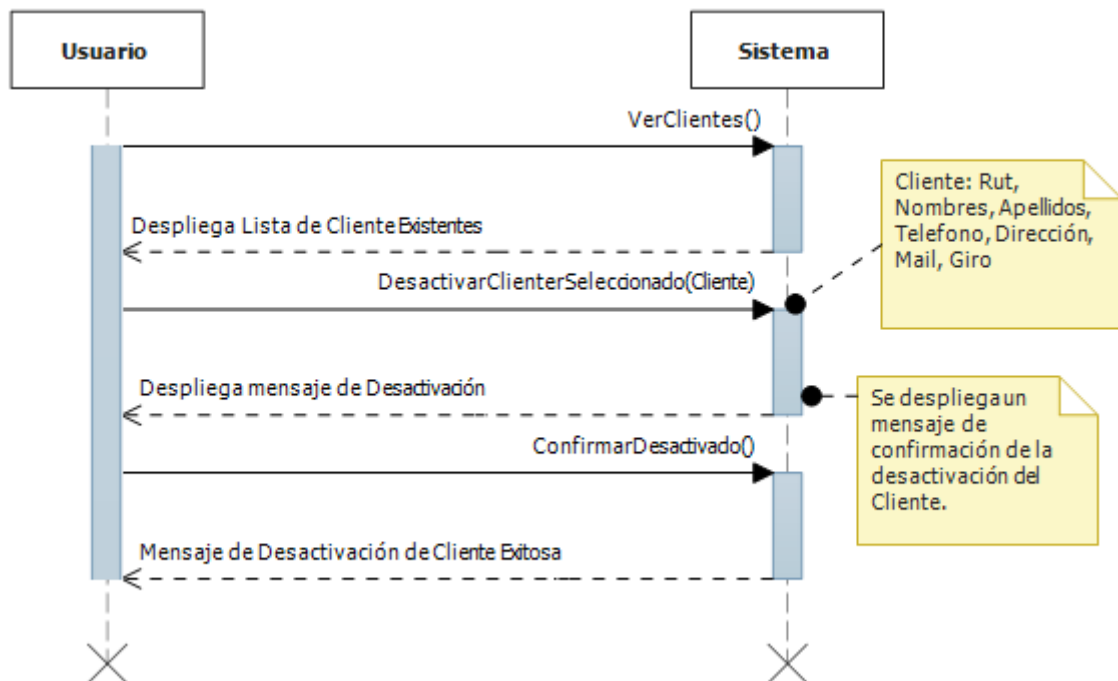 Usuario
Sistema
VerClientes()
Cliente: Rut,
Nombres, Apellidos,
Telefono, Dirección,
Mail, Giro
Despliega Lista de Cliente Existentes
DesactivarClienterSeleccionado(Cliente)
Despliega mensaje de Desactivación
Se despliega un
mensaje de
confirmación de la
desactivación del
Cliente.
ConfirmarDesactivado()
Mensaje de Desactivación de Cliente Exitosa